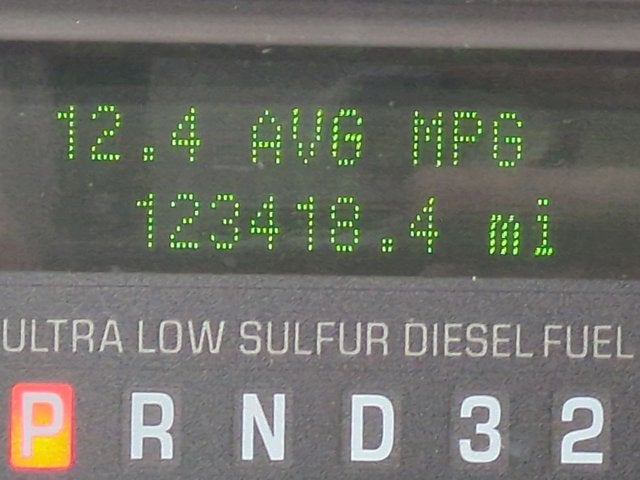 12.4 AVG MPG
123418.4 mi
ULTRA LOW SULFUR DIESEL FUEL
P R N D 3 2